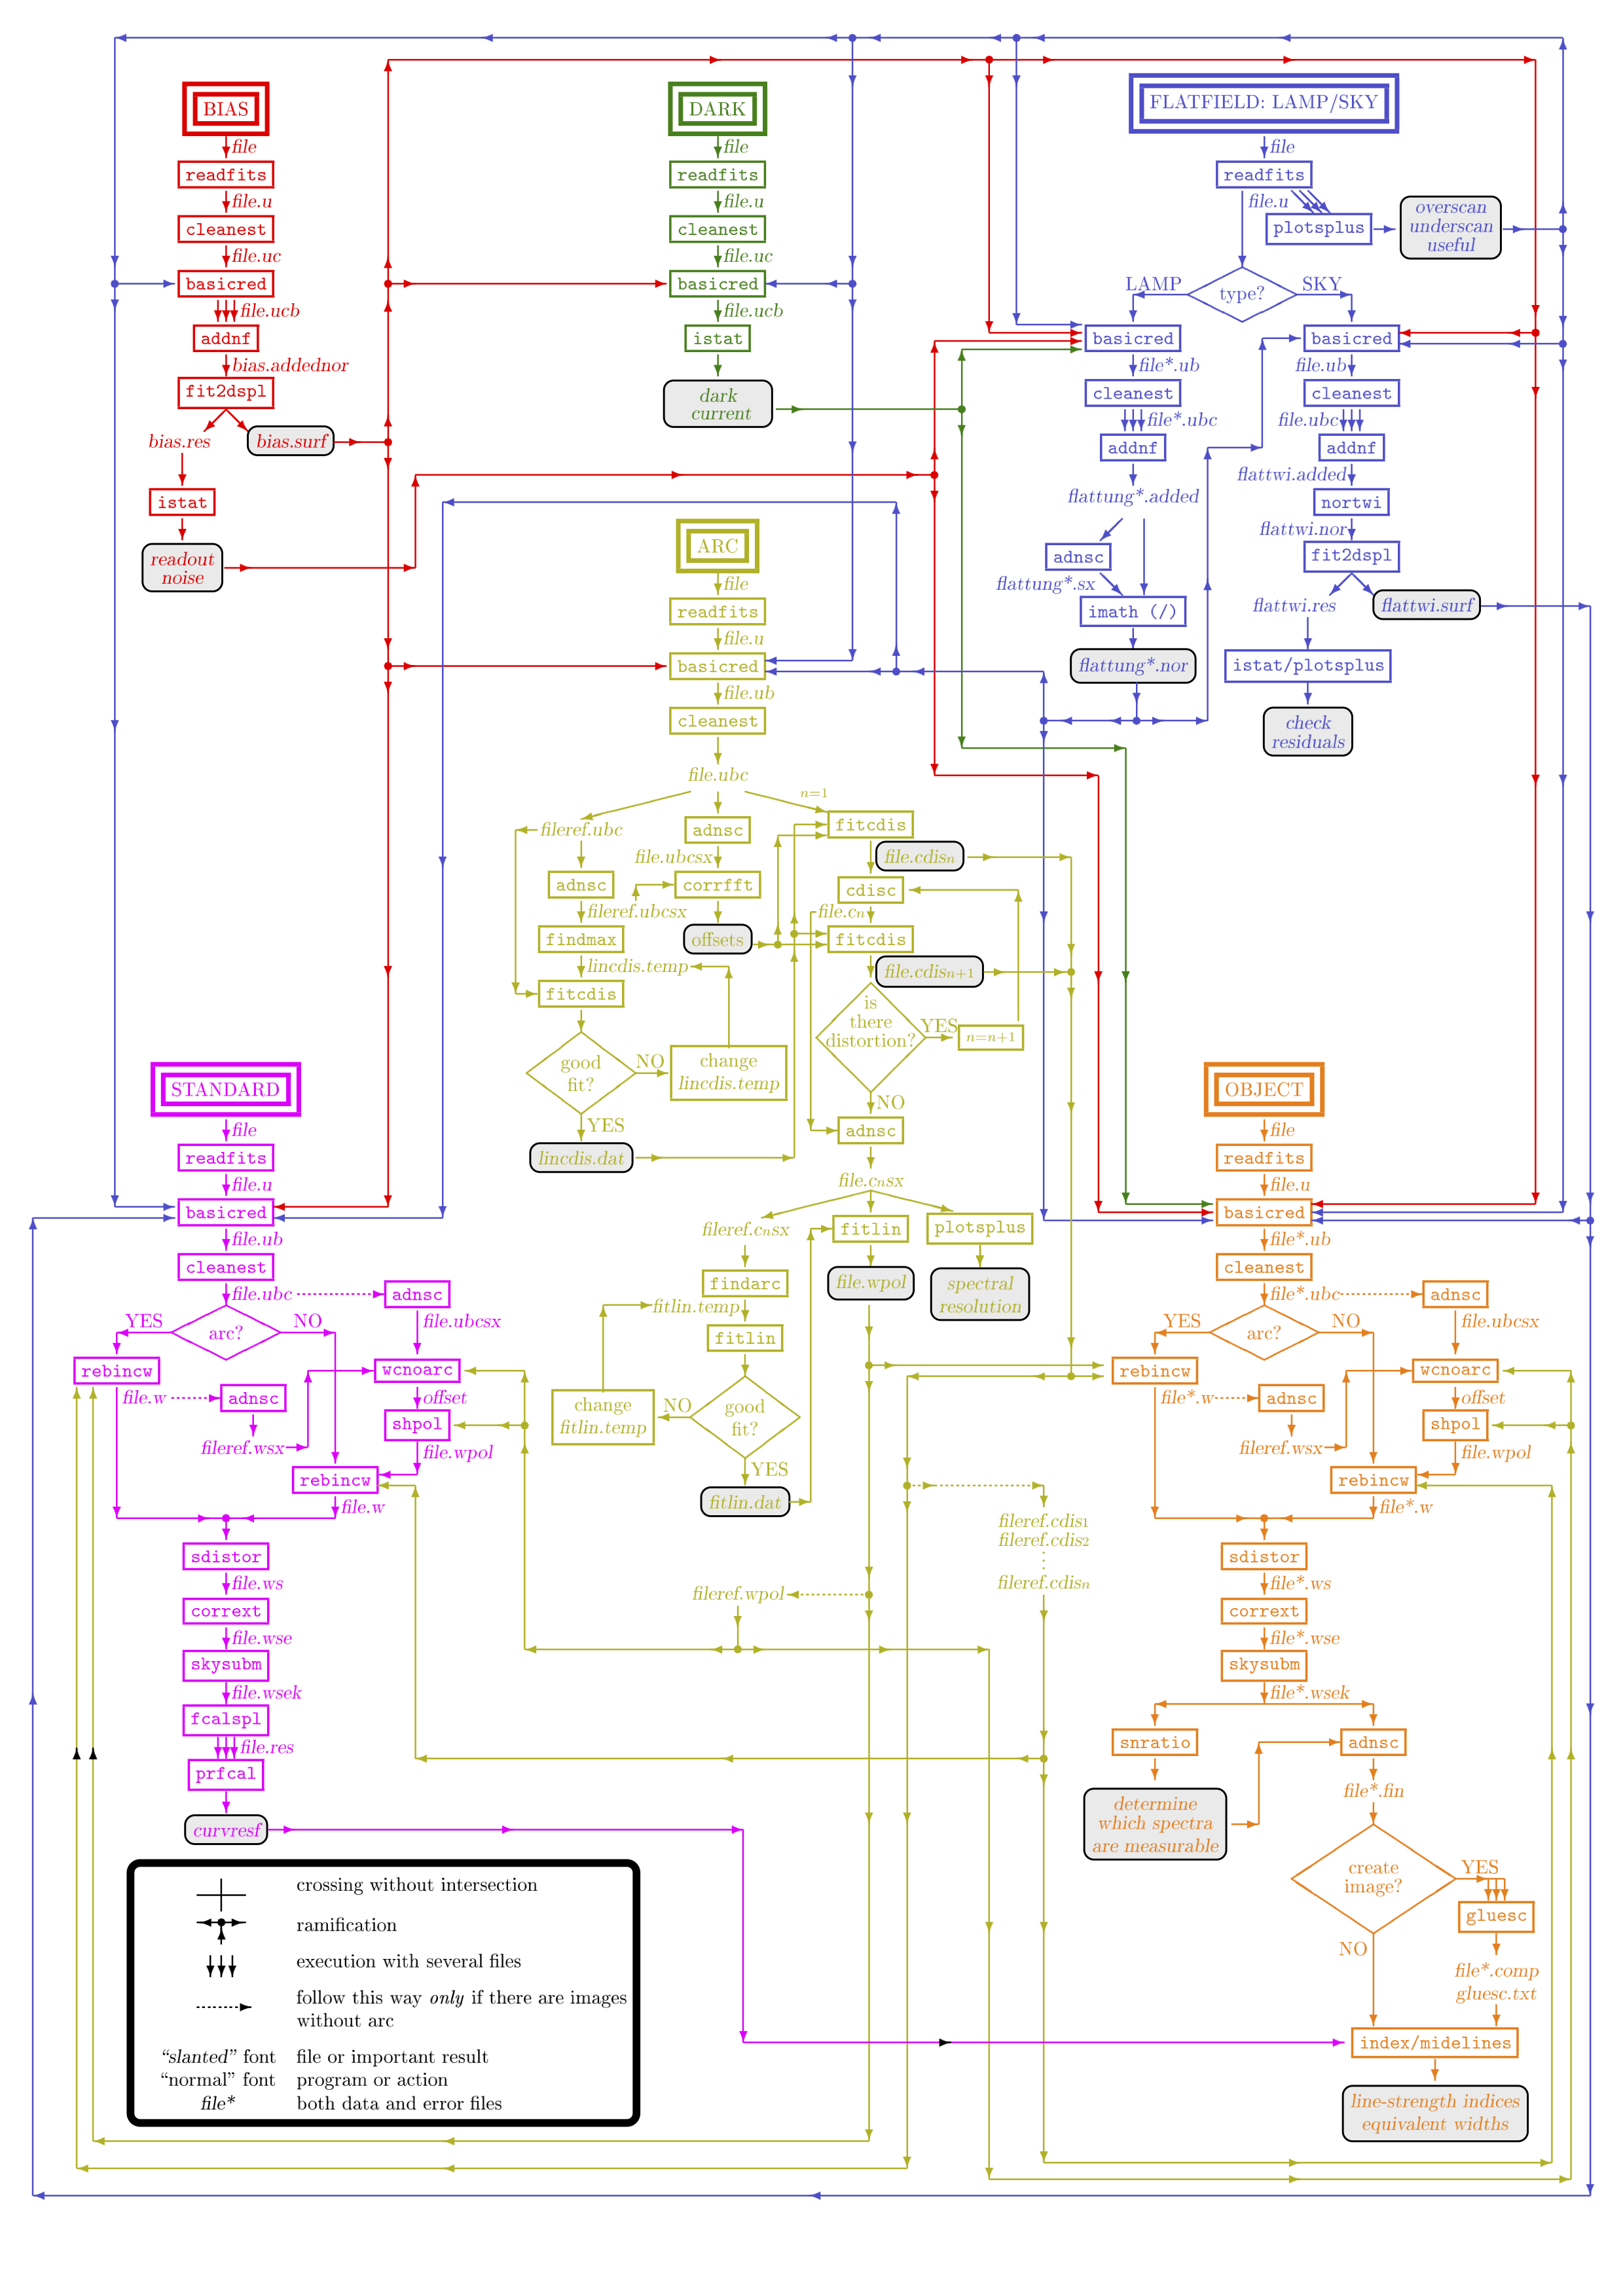 BIAS
file
readfits
file.u
cleanest
file.uc
basicred
file.ucb
addnf
bias.addednor
fit2dspl
bias.res
bias.surf
istat
readout
noise
DARK
file
readfits
file.u
cleanest
file.uc
basicred
file.ucb
istat
dark
current
FLATFIELD: LAMP/SKY
file
readfits
file.u
plotsplus
overscan
underscan
useful
LAMP
type?
SKY
basicred
file*.ub
cleanest
file*.ubc
addnf
flattung*.added
adnsc
flattung*.sx
imath (/)
flattung*.nor
basicred
file.ub
cleanest
file.ubc
addnf
flattwi.added
nortwi
flattwi.nor
fit2dspl
flattwi.res
flattwi.surf
istat/plotsplus
check
residuals
ARC
file
readfits
file.u
basicred
file.ub
cleanest
file.ubc
n=1
fileref.ubc
adnsc
fitcdis
file.ubcsx
file.cdisn
adnsc
corrfft
cdisc
fileref.ubcsx
file.cn
findmax
offsets
fitcdis
lincdis.temp
file.cdisn+1
fitcdis
is
there
distortion?
YES
n=n+1
good
fit?
NO
change
lincdis.temp
NO
YES
adnsc
lincdis.dat
file.cnsx
fileref.cnsx
fitlin
plotsplus
findarc
file.wpol
spectral
resolution
fitlin.temp
fitlin
change
fitlin.temp
NO
good
fit?
YES
fitlin.dat
fileref.cdis1
fileref.cdis2
fileref.cdisn
fileref.wpol
STANDARD
file
readfits
file.u
basicred
file.ub
cleanest
file.ubc
adnsc
YES
arc?
NO
file.ubcsx
rebincw
wcnoarc
file.w
adnsc
offset
shpol
fileref.wsx
file.wpol
rebincw
file.w
sdistor
file.ws
corrext
file.wse
skysubm
file.wsek
fcalspl
file.res
prfcal
curvresf
OBJECT
file
readfits
file.u
basicred
file*.ub
cleanest
file*.ubc
adnsc
YES
arc?
NO
file.ubcsx
rebincw
wcnoarc
file*.w
adnsc
offset
shpol
fileref.wsx
file.wpol
rebincw
file*.w
sdistor
file*.ws
corrext
file*.wse
skysubm
file*.wsek
snratio
adnsc
determine
which spectra
are measurable
file*.fin
create
image?
YES
gluesc
NO
file*.comp
gluesc.txt
index/midelines
line-strength indices
equivalent widths
crossing without intersection
ramification
execution with several files
follow this way only if there are images
without arc
“slanted” font file or important result
“normal” font program or action
file* both data and error files